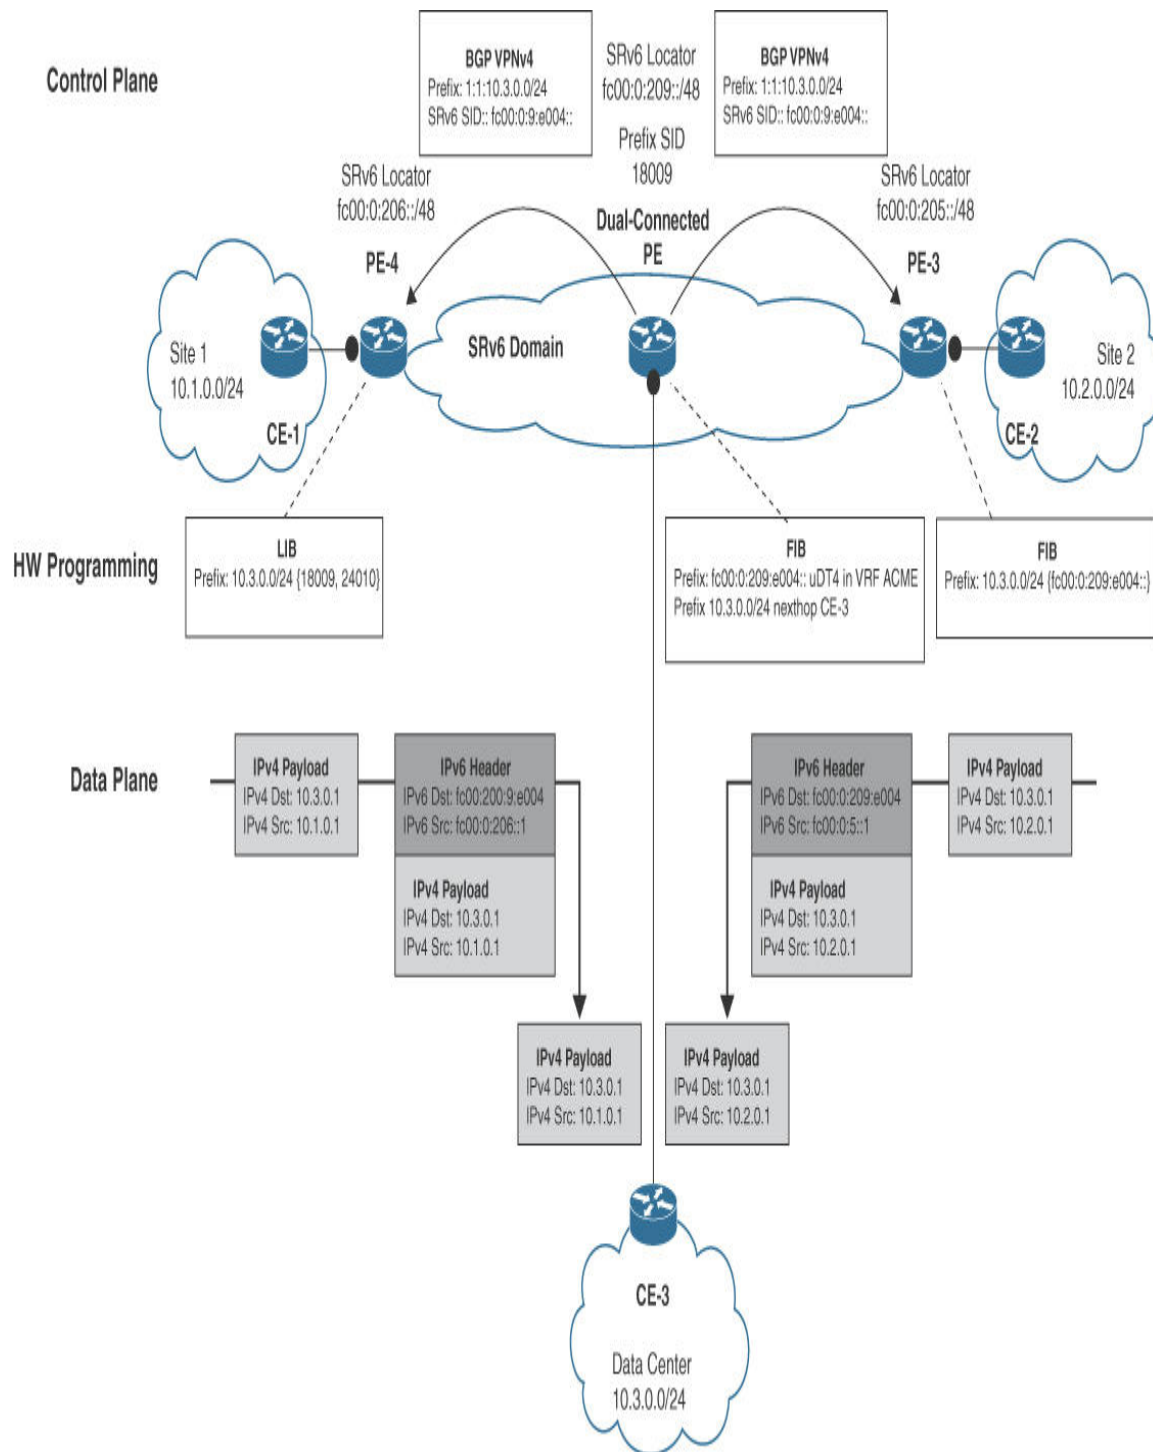 Control Plane
BGP VPNv4
Prefix: 1:1:10.3.0.0/24
SRv6 SID:: fc00:0:9:e004::
SRv6 Locator
fc00:0:209::/48
Prefix SID
18009
BGP VPNv4
Prefix: 1:1:10.3.0.0/24
SRv6 SID:: fc00:0:9:e004::
SRv6 Locator
fc00:0:206::/48
PE-4
Dual-Connected
PE
SRv6 Locator
fc00:0:205::/48
PE-3
Site 1
10.1.0.0/24
CE-1
SRv6 Domain
Site 2
10.2.0.0/24
CE-2
HW Programming
LIB
Prefix: 10.3.0.0/24 {18009, 24010}
FIB
Prefix: fc00:0:209:e004:: uDT4 in VRF ACME
Prefix 10.3.0.0/24 nexthop CE-3
FIB
Prefix: 10.3.0.0/24 {fc00:0:209:e004::}
Data Plane
IPv4 Payload
IPv4 Dst: 10.3.0.1
IPv4 Src: 10.1.0.1
IPv6 Header
IPv6 Dst: fc00:200:9:e004
IPv6 Src: fc00:0:206::1
IPv4 Payload
IPv4 Dst: 10.3.0.1
IPv4 Src: 10.1.0.1
IPv6 Header
IPv6 Dst: fc00:0:209:e004
IPv6 Src: fc00:0:5::1
IPv4 Payload
IPv4 Dst: 10.3.0.1
IPv4 Src: 10.2.0.1
IPv4 Payload
IPv4 Dst: 10.3.0.1
IPv4 Src: 10.2.0.1
IPv4 Payload
IPv4 Dst: 10.3.0.1
IPv4 Src: 10.1.0.1
IPv4 Payload
IPv4 Dst: 10.3.0.1
IPv4 Src: 10.2.0.1
CE-3
Data Center
10.3.0.0/24